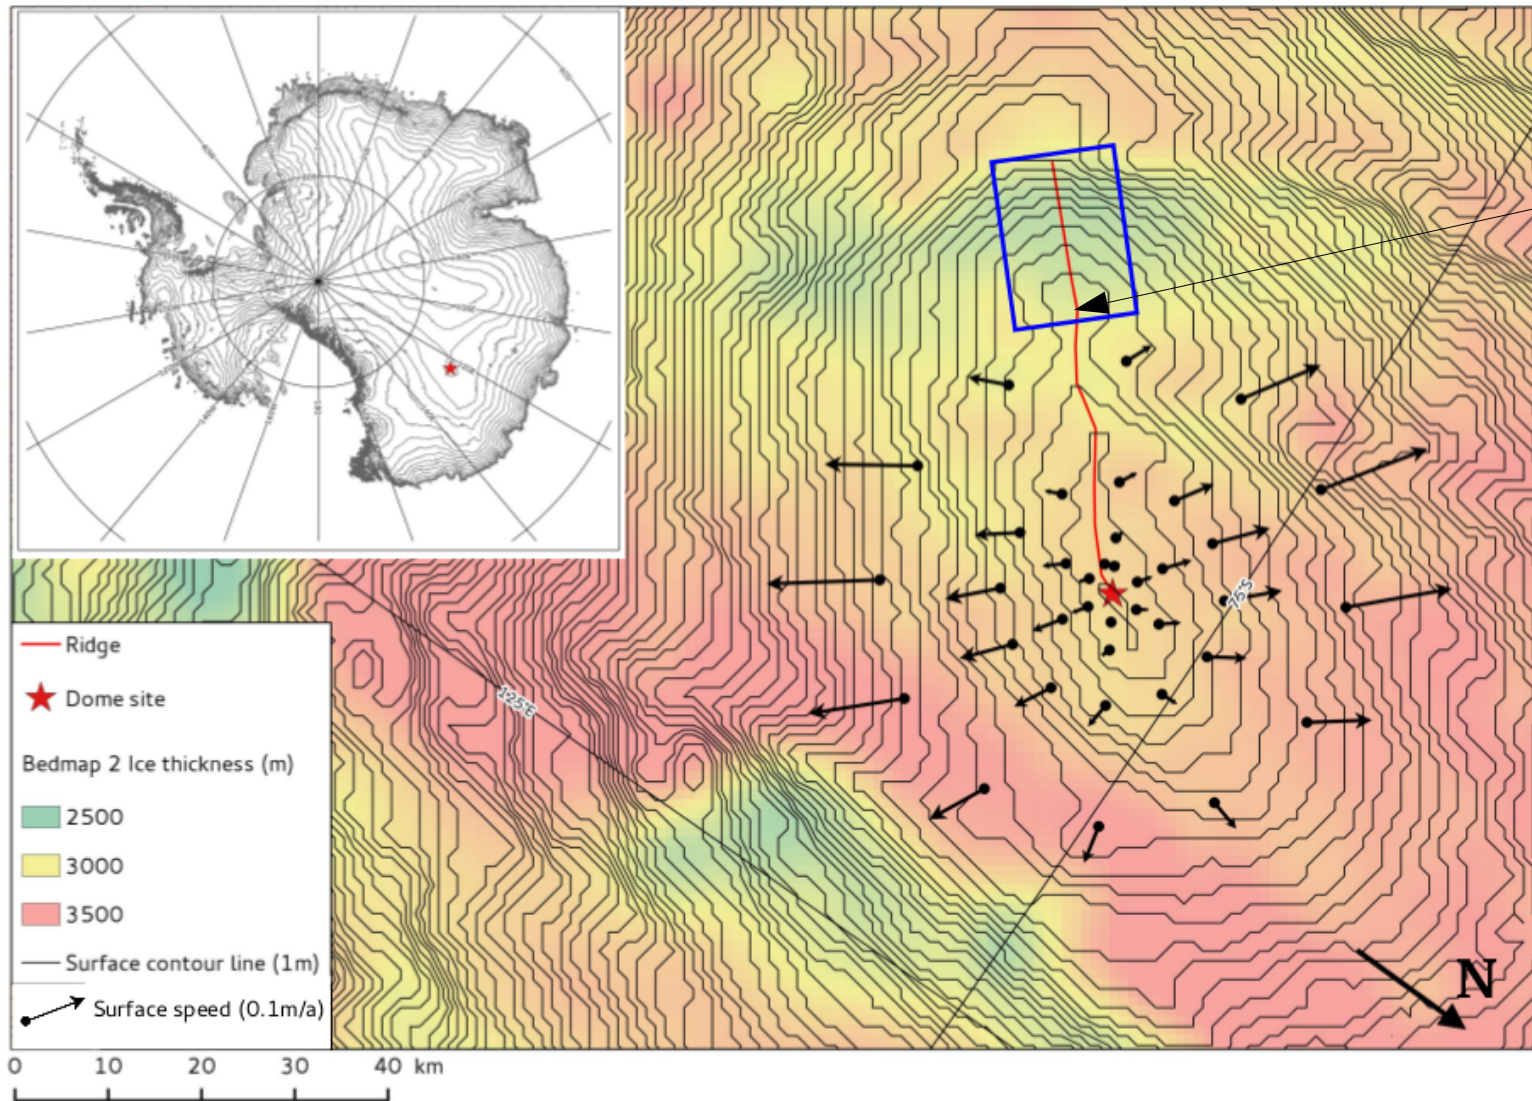 125°E
75°S
Ridge
Dome site
Bedmap 2 Ice thickness (m)
2500
3000
3500
Surface contour line (1m)
Surface speed (0.1m/a)
N
0 10 20 30 40 km